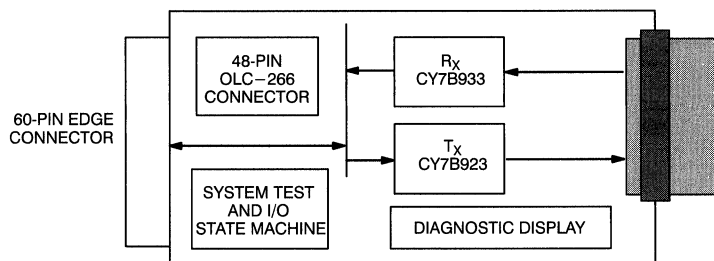 60-PIN EDGE
CONNECTOR
48-PIN
OLC-266
CONNECTOR
RX
CY7B933
TX
CY7B923
SYSTEM TEST
AND I/O
STATE MACHINE
DIAGNOSTIC DISPLAY